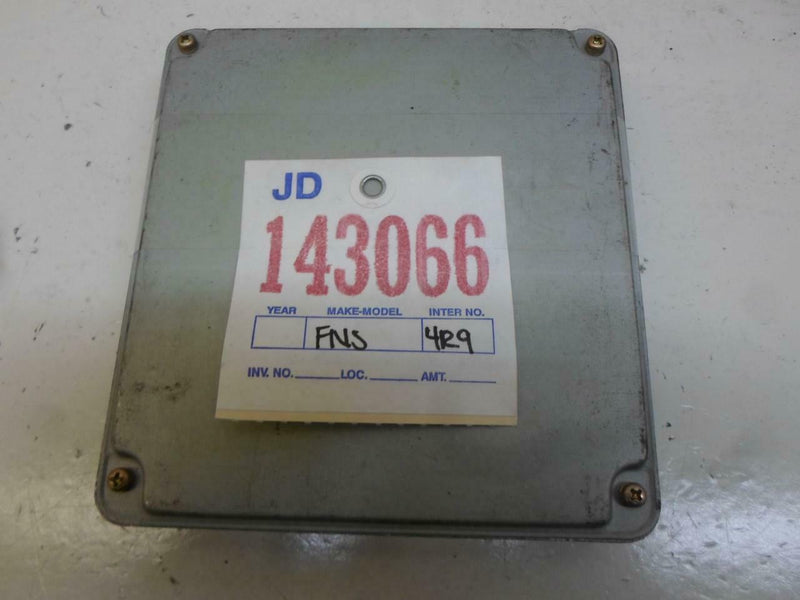 JD
143066
YEAR MAKE-MODEL INTER NO.
FNS 4R9
INV. NO. LOC. AMT.